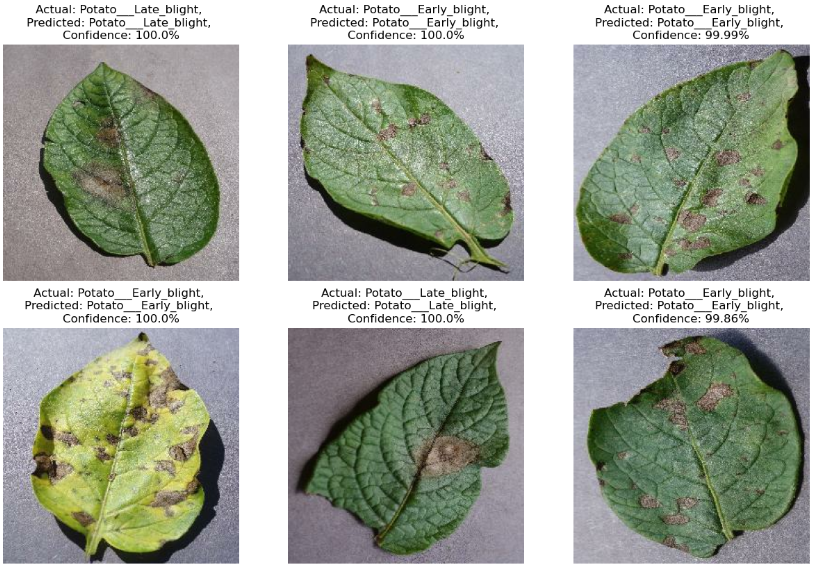 Actual: Potato___Late_blight,
Predicted: Potato___Late_blight,
Confidence: 100.0%
Actual: Potato___Early_blight,
Predicted: Potato___Early_blight,
Confidence: 100.0%
Actual: Potato___Early_blight,
Predicted: Potato___Early_blight,
Confidence: 99.99%
Actual: Potato___Early_blight,
Predicted: Potato___Early_blight,
Confidence: 100.0%
Actual: Potato___Late_blight,
Predicted: Potato___Late_blight,
Confidence: 100.0%
Actual: Potato___Early_blight,
Predicted: Potato___Early_blight,
Confidence: 99.86%